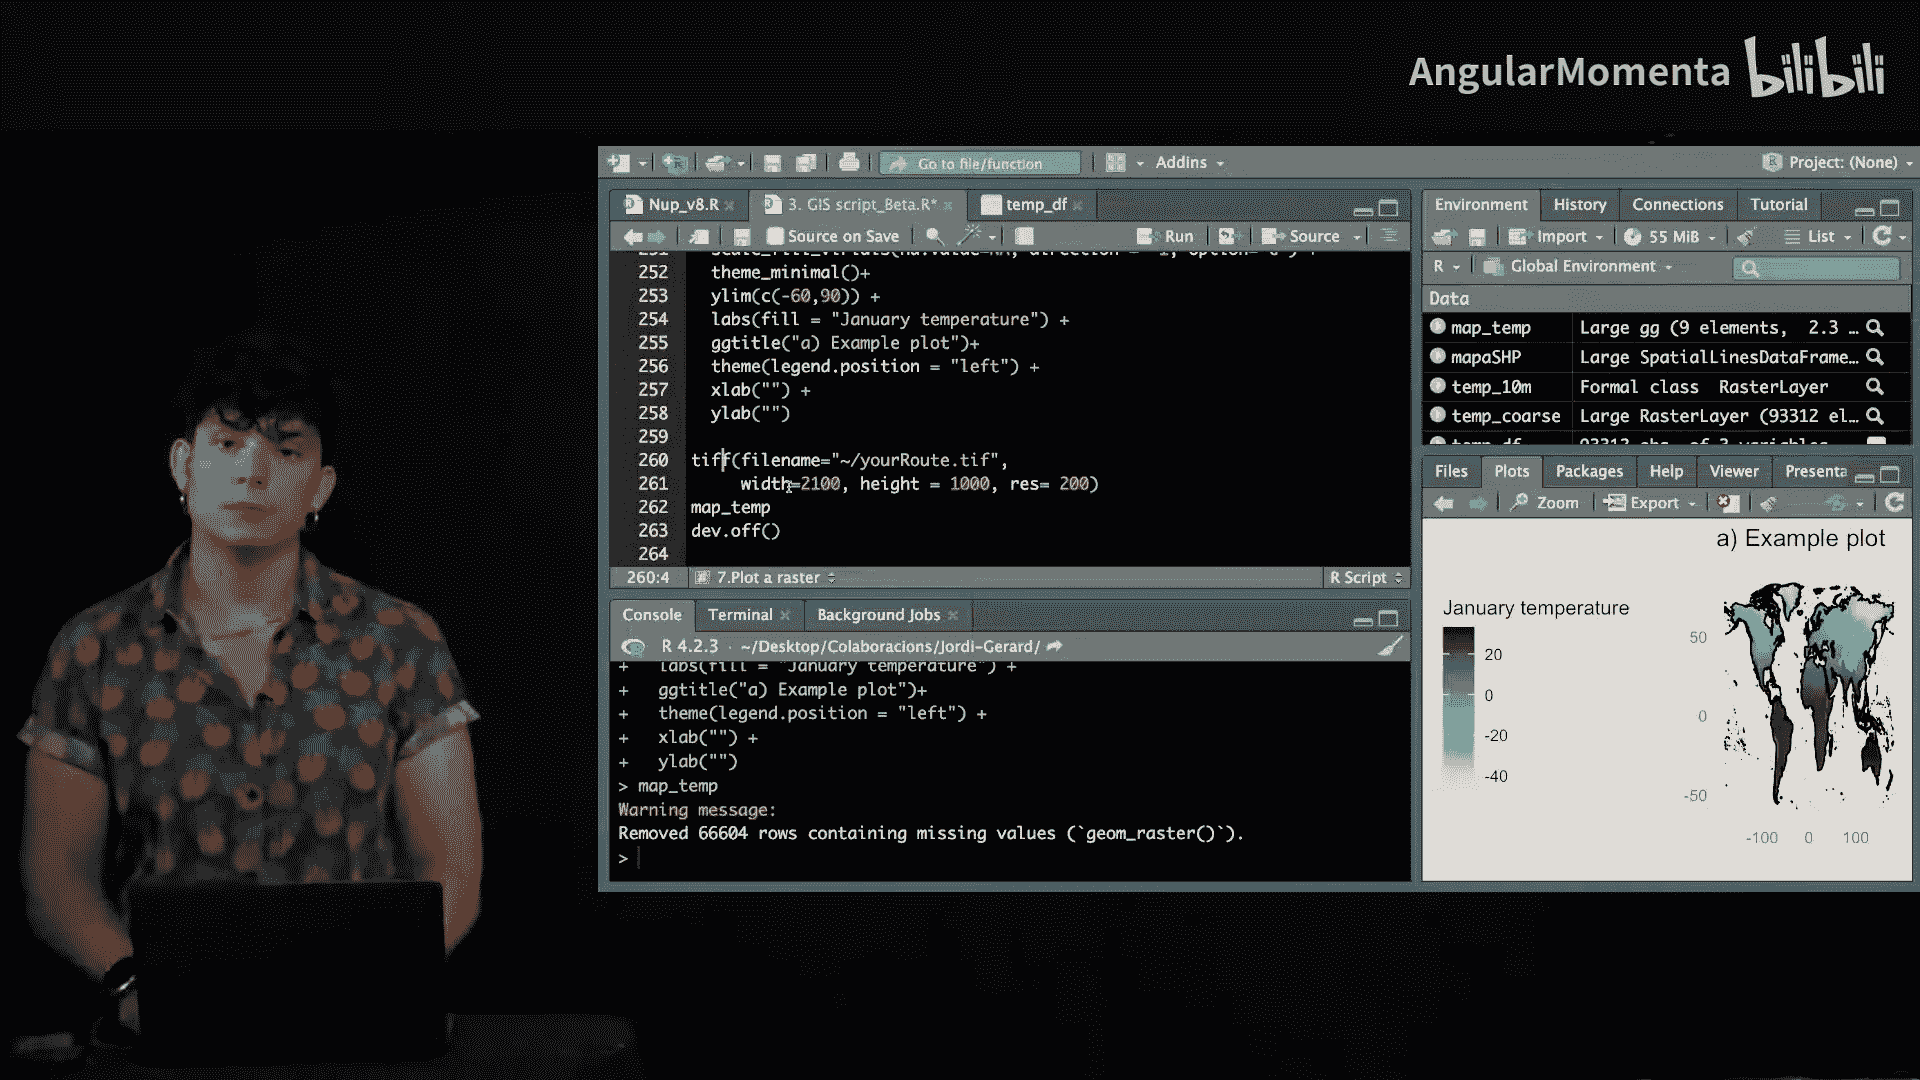 AngularMomenta bilibili
Go to file/function
Addins
Project: (None)
Nup_v8.R
3. GIS script_Beta.R*
temp_df
Source on Save
Run
Source
252 theme_minimal()+
253 ylim(c(-60,90)) +
254 labs(fill = "January temperature") +
255 ggtitle("a) Example plot")+
256 theme(legend.position = "left") +
257 xlab("") +
258 ylab("")
259
260 tiff(filename="~/yourRoute.tif",
261 width=2100, height = 1000, res= 200)
262 map_temp
263 dev.off()
264
260:4 7.Plot a raster R Script
Console Terminal Background Jobs
R 4.2.3 · ~/Desktop/Colaboracions/Jordi-Gerard/
+ labs(fill = "January temperature") +
+ ggtitle("a) Example plot")+
+ theme(legend.position = "left") +
+ xlab("") +
+ ylab("")
> map_temp
Warning message:
Removed 66604 rows containing missing values (`geom_raster()`).
>
Environment History Connections Tutorial
Import 55 MiB List
R Global Environment
Data
map_temp Large gg (9 elements, 2.3 …
mapaSHP Large SpatialLinesDataFrame…
temp_10m Formal class RasterLayer
temp_coarse Large RasterLayer (93312 el…
Files Plots Packages Help Viewer Presenta
Zoom Export
a) Example plot
January temperature
20
0
-20
-40
50
0
-50
-100 0 100